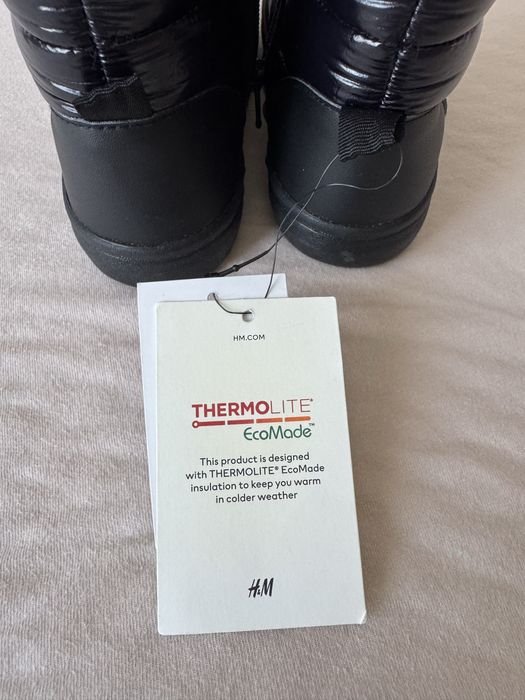 HM.COM
THERMOLITE®
EcoMade™
This product is designed
with THERMOLITE® EcoMade
insulation to keep you warm
in colder weather
H&M